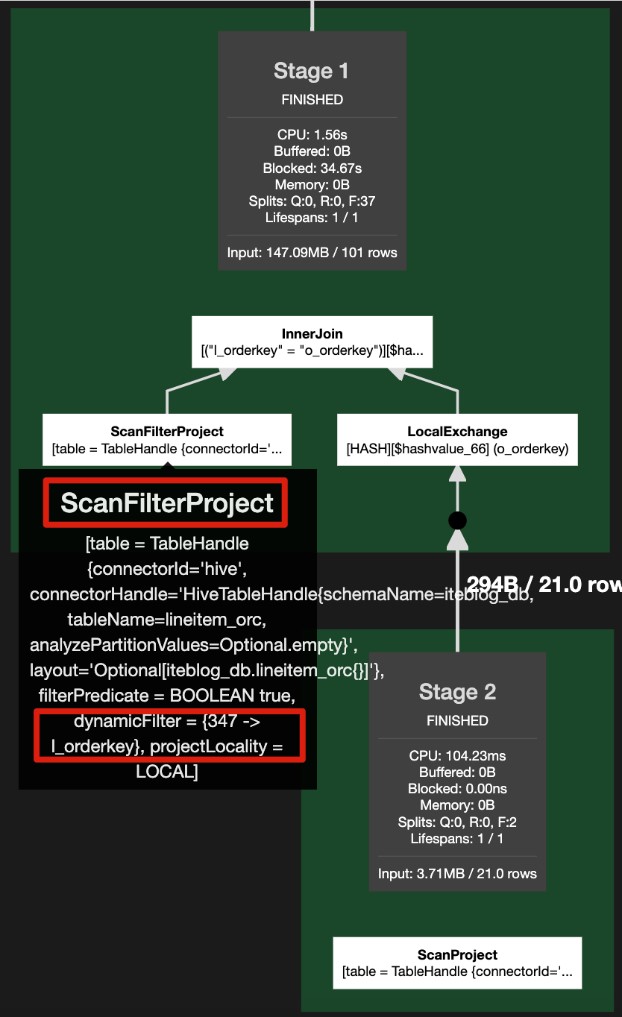 Stage 1
FINISHED
CPU: 1.56s
Buffered: 0B
Blocked: 34.67s
Memory: 0B
Splits: Q:0, R:0, F:37
Lifespans: 1 / 1
Input: 147.09MB / 101 rows
InnerJoin
[("l_orderkey" = "o_orderkey")][$ha...
ScanFilterProject
[table = TableHandle {connectorId='...
LocalExchange
[HASH][$hashvalue_66] (o_orderkey)
ScanFilterProject
[table = TableHandle
{connectorId='hive',
connectorHandle='HiveTableHandle{schemaName=iteblog_db,
tableName=lineitem_orc,
analyzePartitionValues=Optional.empty}',
layout='Optional[iteblog_db.lineitem_orc{}]'},
filterPredicate = BOOLEAN true,
dynamicFilter = {347 ->
l_orderkey}, projectLocality =
LOCAL]
294B / 21.0 row
Stage 2
FINISHED
CPU: 104.23ms
Buffered: 0B
Blocked: 0.00ns
Memory: 0B
Splits: Q:0, R:0, F:2
Lifespans: 1 / 1
Input: 3.71MB / 21.0 rows
ScanProject
[table = TableHandle {connectorId='...